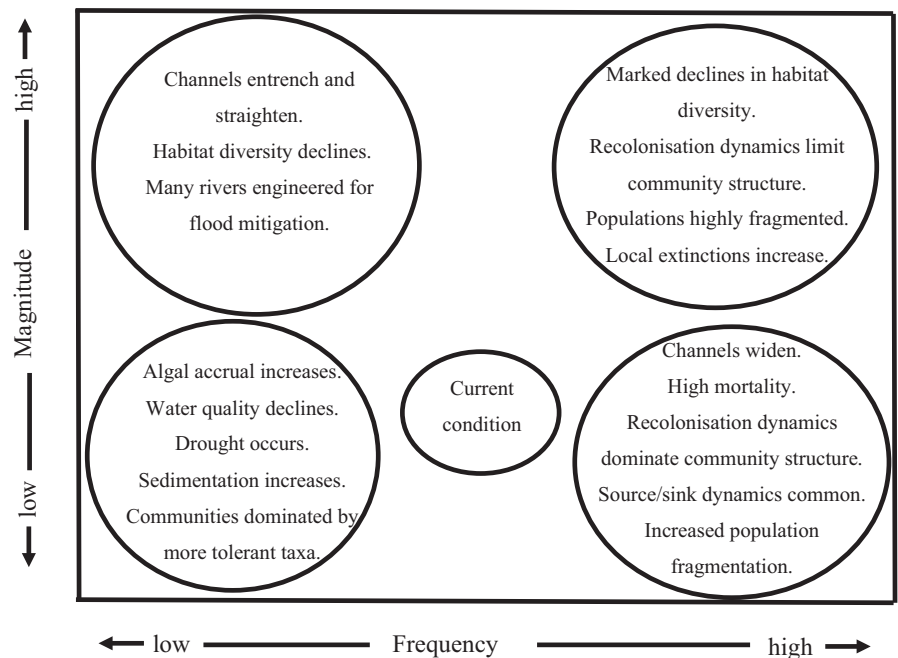 Channels entrench and
straighten.
Habitat diversity declines.
Many rivers engineered for
flood mitigation.
Marked declines in habitat
diversity.
Recolonisation dynamics limit
community structure.
Populations highly fragmented.
Local extinctions increase.
Algal accrual increases.
Water quality declines.
Drought occurs.
Sedimentation increases.
Communities dominated by
more tolerant taxa.
Current
condition
Channels widen.
High mortality.
Recolonisation dynamics
dominate community structure.
Source/sink dynamics common.
Increased population
fragmentation.
high
Magnitude
low
low
Frequency
high